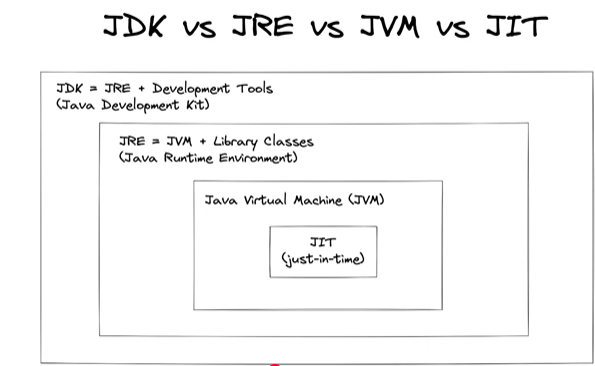 JDK vs JRE vs JVM vs JIT
JDK = JRE + Development Tools
(Java Development Kit)
JRE = JVM + Library Classes
(Java Runtime Environment)
Java Virtual Machine (JVM)
JIT
(just-in-time)